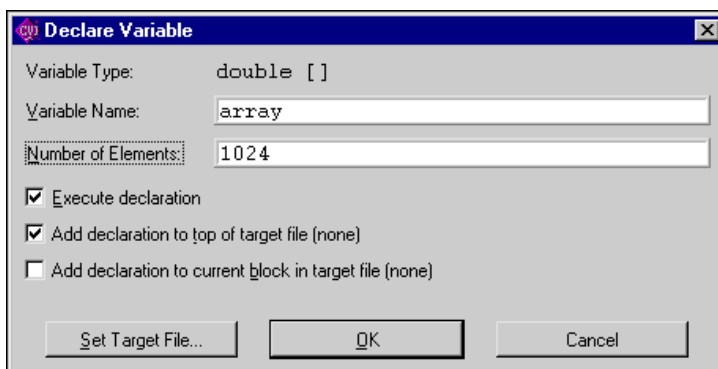 CVI Declare Variable
Variable Type: double []
Variable Name: array
Number of Elements: 1024
Execute declaration
Add declaration to top of target file (none)
Add declaration to current block in target file (none)
Set Target File... OK Cancel